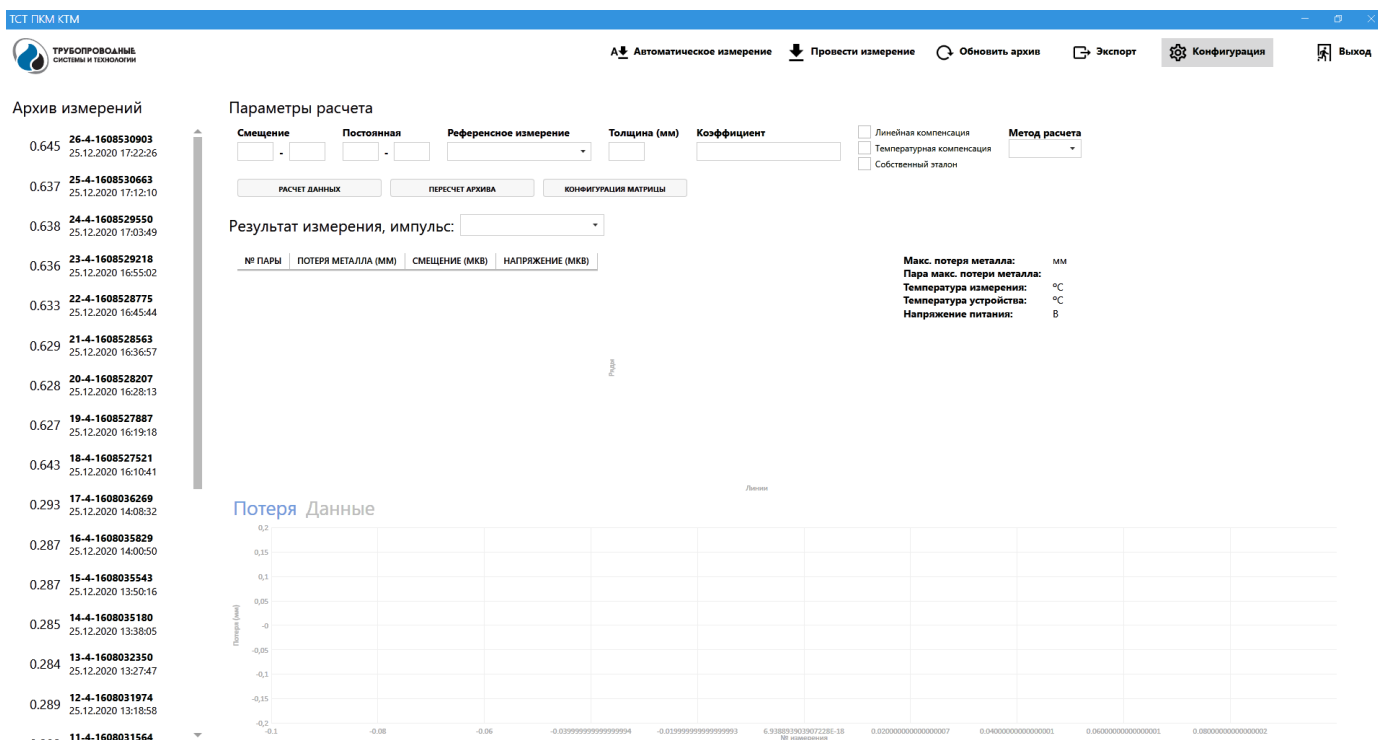 ТСТ ПКМ КТМ
ТРУБОПРОВОДНЫЕ
СИСТЕМЫ И ТЕХНОЛОГИИ
A Автоматическое измерение
Провести измерение
Обновить архив
Экспорт
Конфигурация
Выход
Архив измерений
0.645 26-4-1608530903
25.12.2020 17:22:26
0.637 25-4-1608530663
25.12.2020 17:12:10
0.638 24-4-1608529550
25.12.2020 17:03:49
0.636 23-4-1608529218
25.12.2020 16:55:02
0.633 22-4-1608528775
25.12.2020 16:45:44
0.629 21-4-1608528563
25.12.2020 16:36:57
0.628 20-4-1608528207
25.12.2020 16:28:13
0.627 19-4-1608527887
25.12.2020 16:19:18
0.643 18-4-1608527521
25.12.2020 16:10:41
0.293 17-4-1608036269
25.12.2020 14:08:32
0.287 16-4-1608035829
25.12.2020 14:00:50
0.287 15-4-1608035543
25.12.2020 13:50:16
0.285 14-4-1608035180
25.12.2020 13:38:05
0.284 13-4-1608032350
25.12.2020 13:27:47
0.289 12-4-1608031974
25.12.2020 13:18:58
11-4-1608031564
Параметры расчета
Смещение Постоянная Референсное измерение Толщина (мм) Коэффициент
- -
Линейная компенсация
Температурная компенсация
Собственный эталон
Метод расчета
РАСЧЕТ ДАННЫХ ПЕРЕСЧЕТ АРХИВА КОНФИГУРАЦИЯ МАТРИЦЫ
Результат измерения, импульс:
№ ПАРЫ ПОТЕРЯ МЕТАЛЛА (ММ) СМЕЩЕНИЕ (МКВ) НАПРЯЖЕНИЕ (МКВ)
Макс. потеря металла: мм
Пара макс. потери металла:
Температура измерения: °C
Температура устройства: °C
Напряжение питания: В
Ряды
Линии
Потеря Данные
0,2
0,15
0,1
0,05
-0
-0,05
-0,1
-0,15
-0,2
Потеря (мм)
-0.1 -0.08 -0.06 -0.039999999999999994 -0.019999999999999993 6.938893903907228E-18 0.020000000000000007 0.04000000000000001 0.060000000000000001 0.080000000000000002
№ измерения